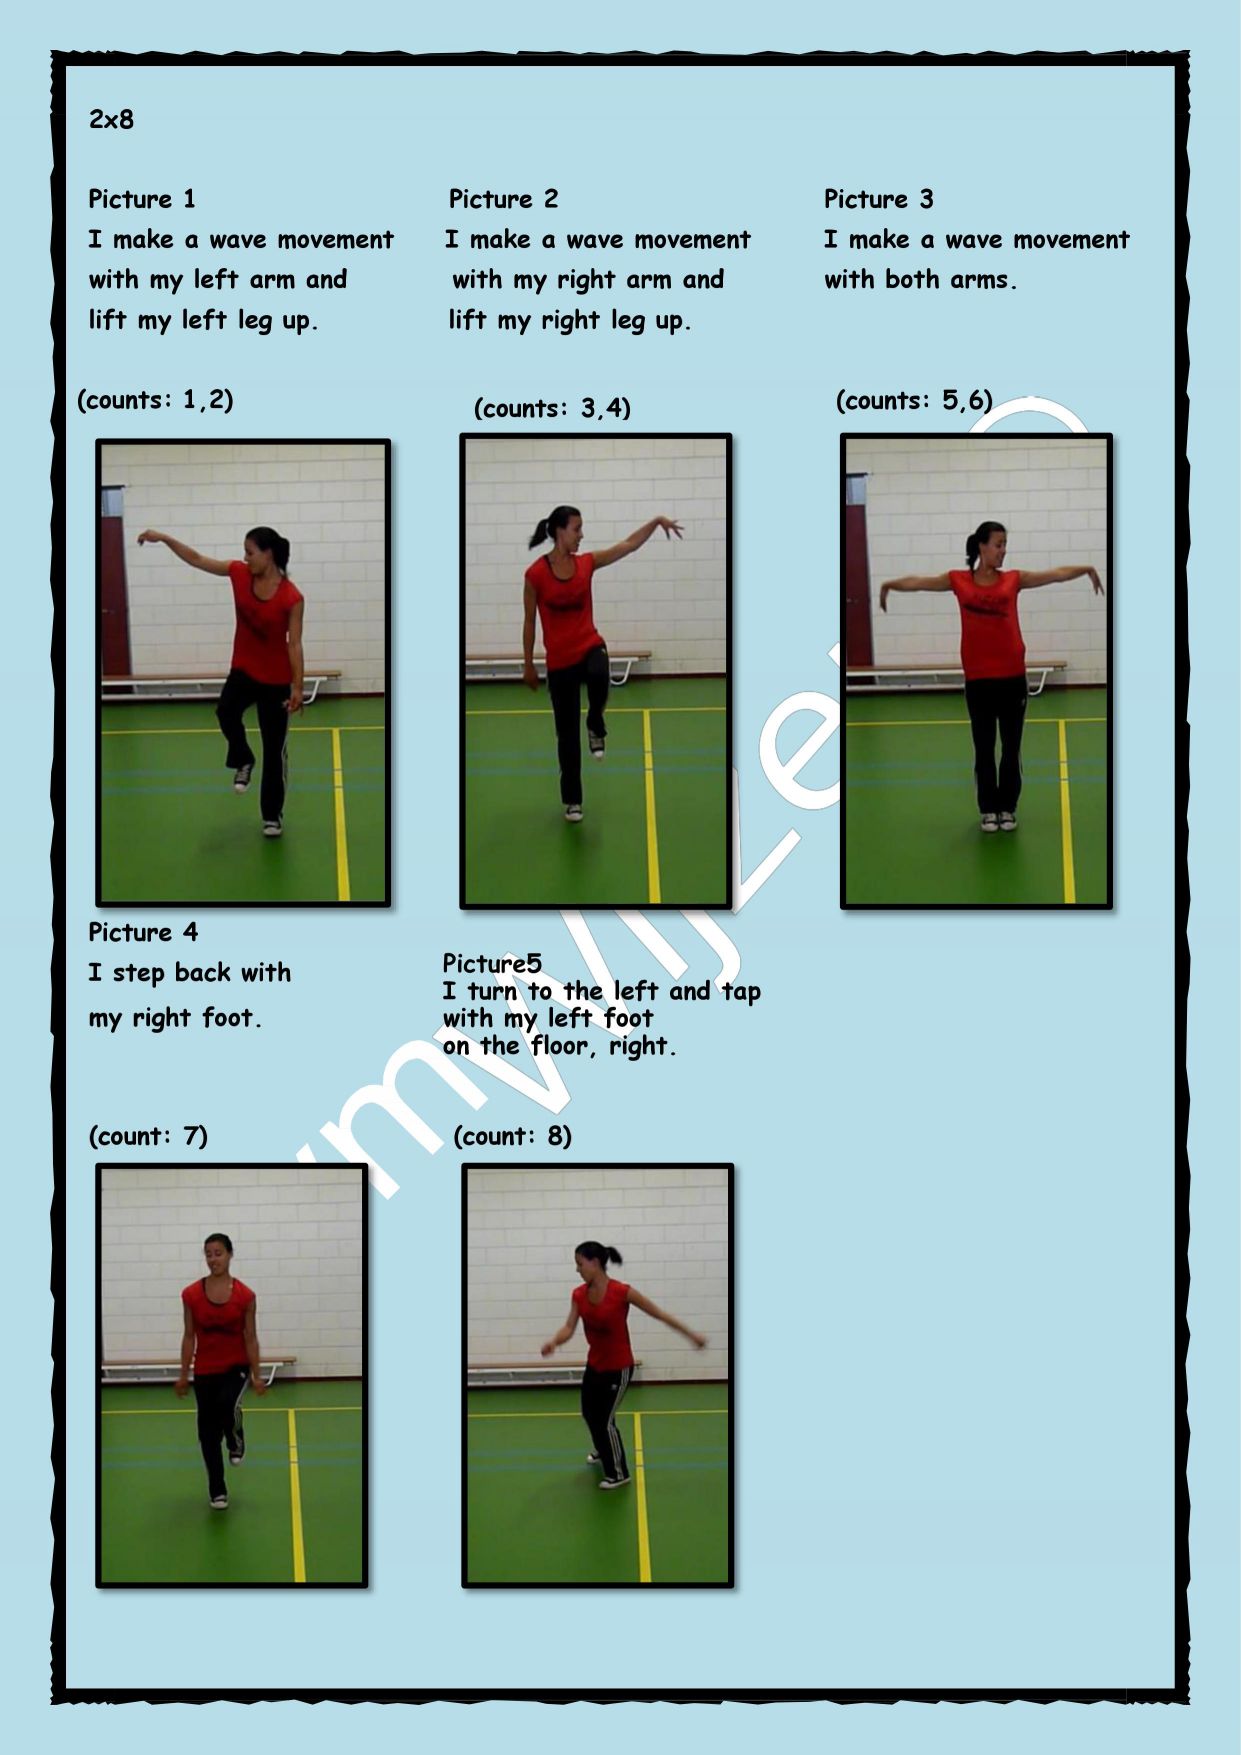 2x8
Picture 1
I make a wave movement
with my left arm and
lift my left leg up.
(counts: 1,2)
Picture 2
I make a wave movement
with my right arm and
lift my right leg up.
(counts: 3,4)
Picture 3
I make a wave movement
with both arms.
(counts: 5,6)
Picture 4
I step back with
my right foot.
(count: 7)
Picture5
I turn to the left and tap
with my left foot
on the floor, right.
(count: 8)